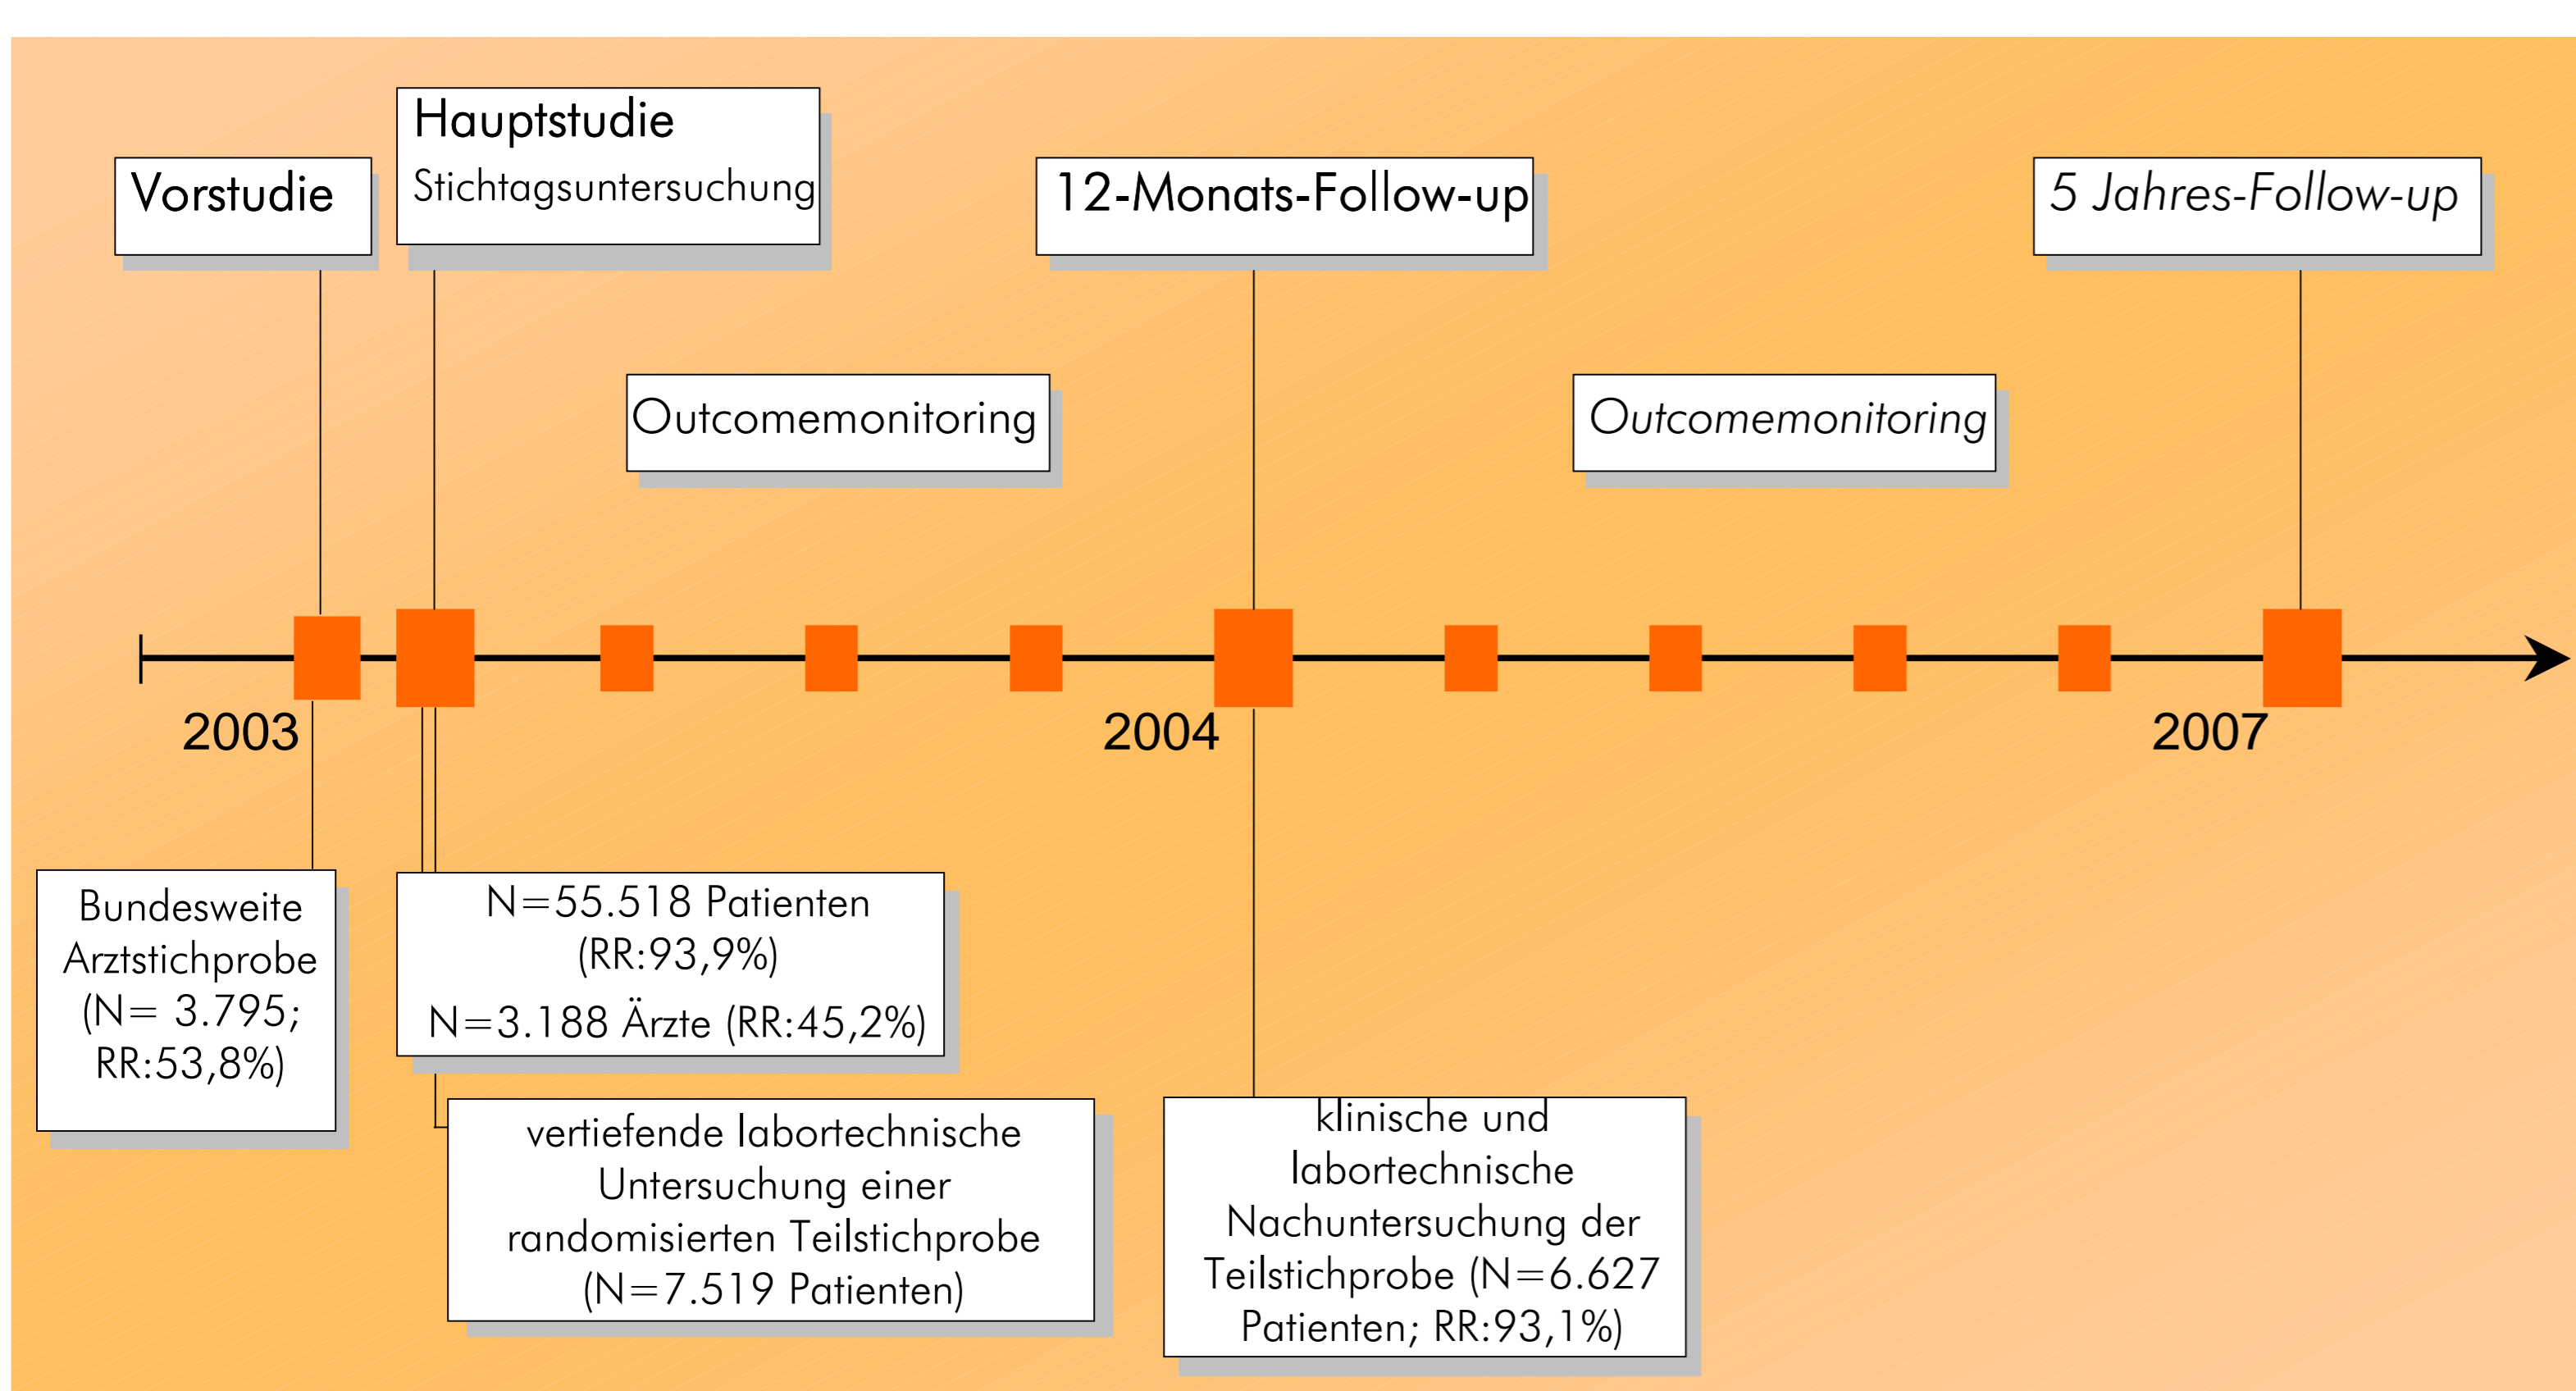 Vorstudie
Hauptstudie
Stichtagsuntersuchung
12-Monats-Follow-up
5 Jahres-Follow-up
Outcomemonitoring
Outcomemonitoring
2003
2004
2007
Bundesweite
Arztstichprobe
(N= 3.795;
RR:53,8%)
N=55.518 Patienten
(RR:93,9%)
N=3.188 Ärzte (RR:45,2%)
vertiefende labortechnische
Untersuchung einer
randomisierten Teilstichprobe
(N=7.519 Patienten)
klinische und
labortechnische
Nachuntersuchung der
Teilstichprobe (N=6.627
Patienten; RR:93,1%)